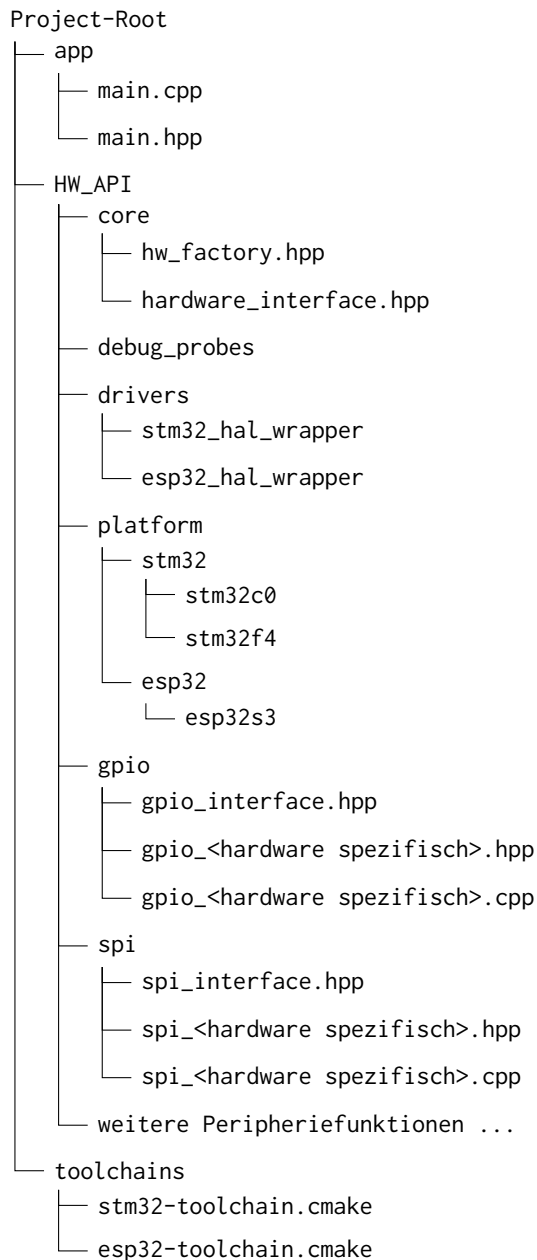 Project-Root
app
main.cpp
main.hpp
HW_API
core
hw_factory.hpp
hardware_interface.hpp
debug_probes
drivers
stm32_hal_wrapper
esp32_hal_wrapper
platform
stm32
stm32c0
stm32f4
esp32
esp32s3
gpio
gpio_interface.hpp
gpio_<hardware spezifisch>.hpp
gpio_<hardware spezifisch>.cpp
spi
spi_interface.hpp
spi_<hardware spezifisch>.hpp
spi_<hardware spezifisch>.cpp
weitere Peripheriefunktionen ...
toolchains
stm32-toolchain.cmake
esp32-toolchain.cmake